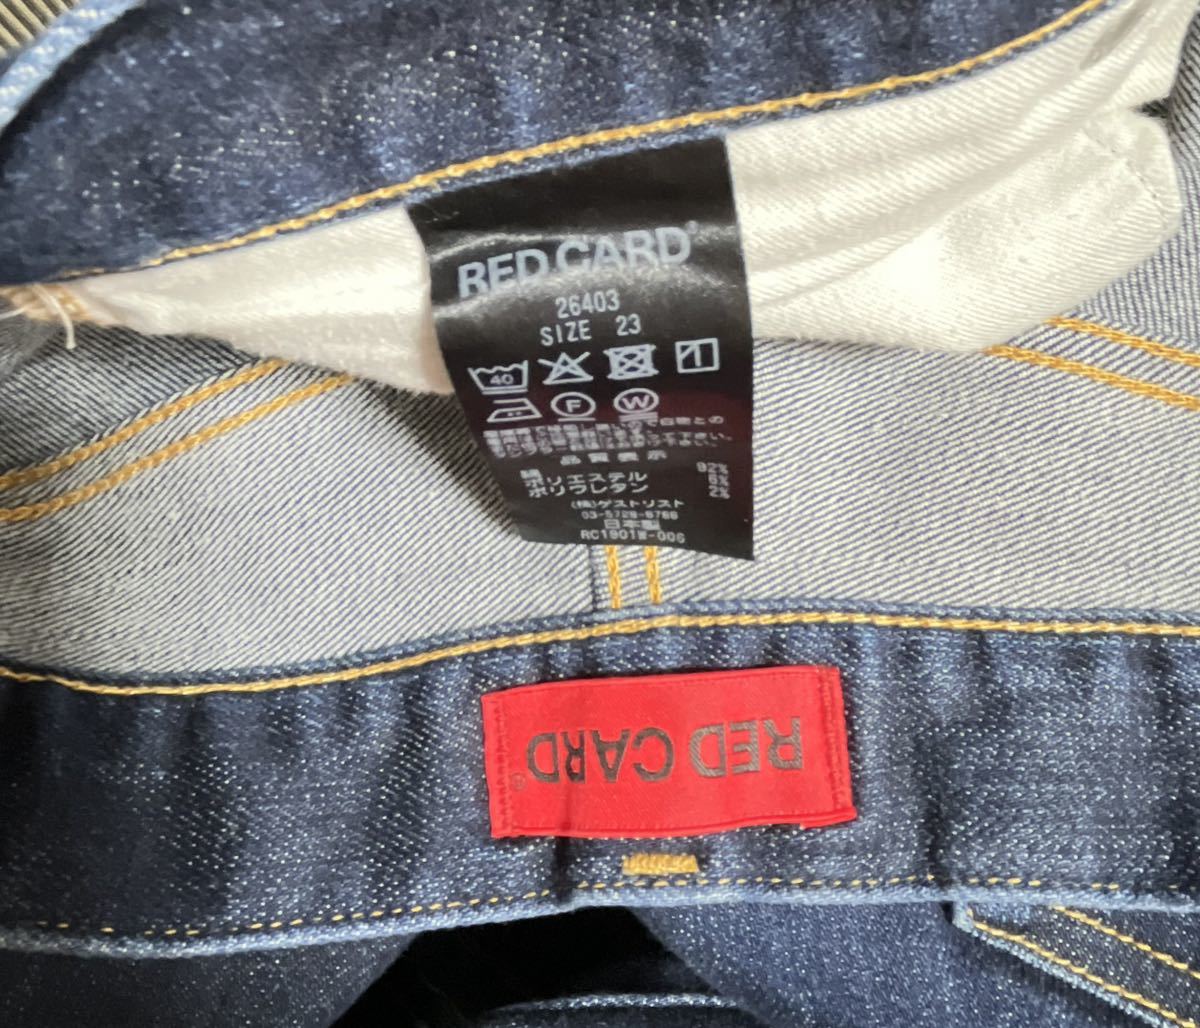 RED CARD®
26403
SIZE 23
40
F W
品質表示
綿 92%
ポリエステル 6%
ポリウレタン 2%
(株)ゲストリスト
03-5728-8788
日本製
RC1901W-006
RED CARD®